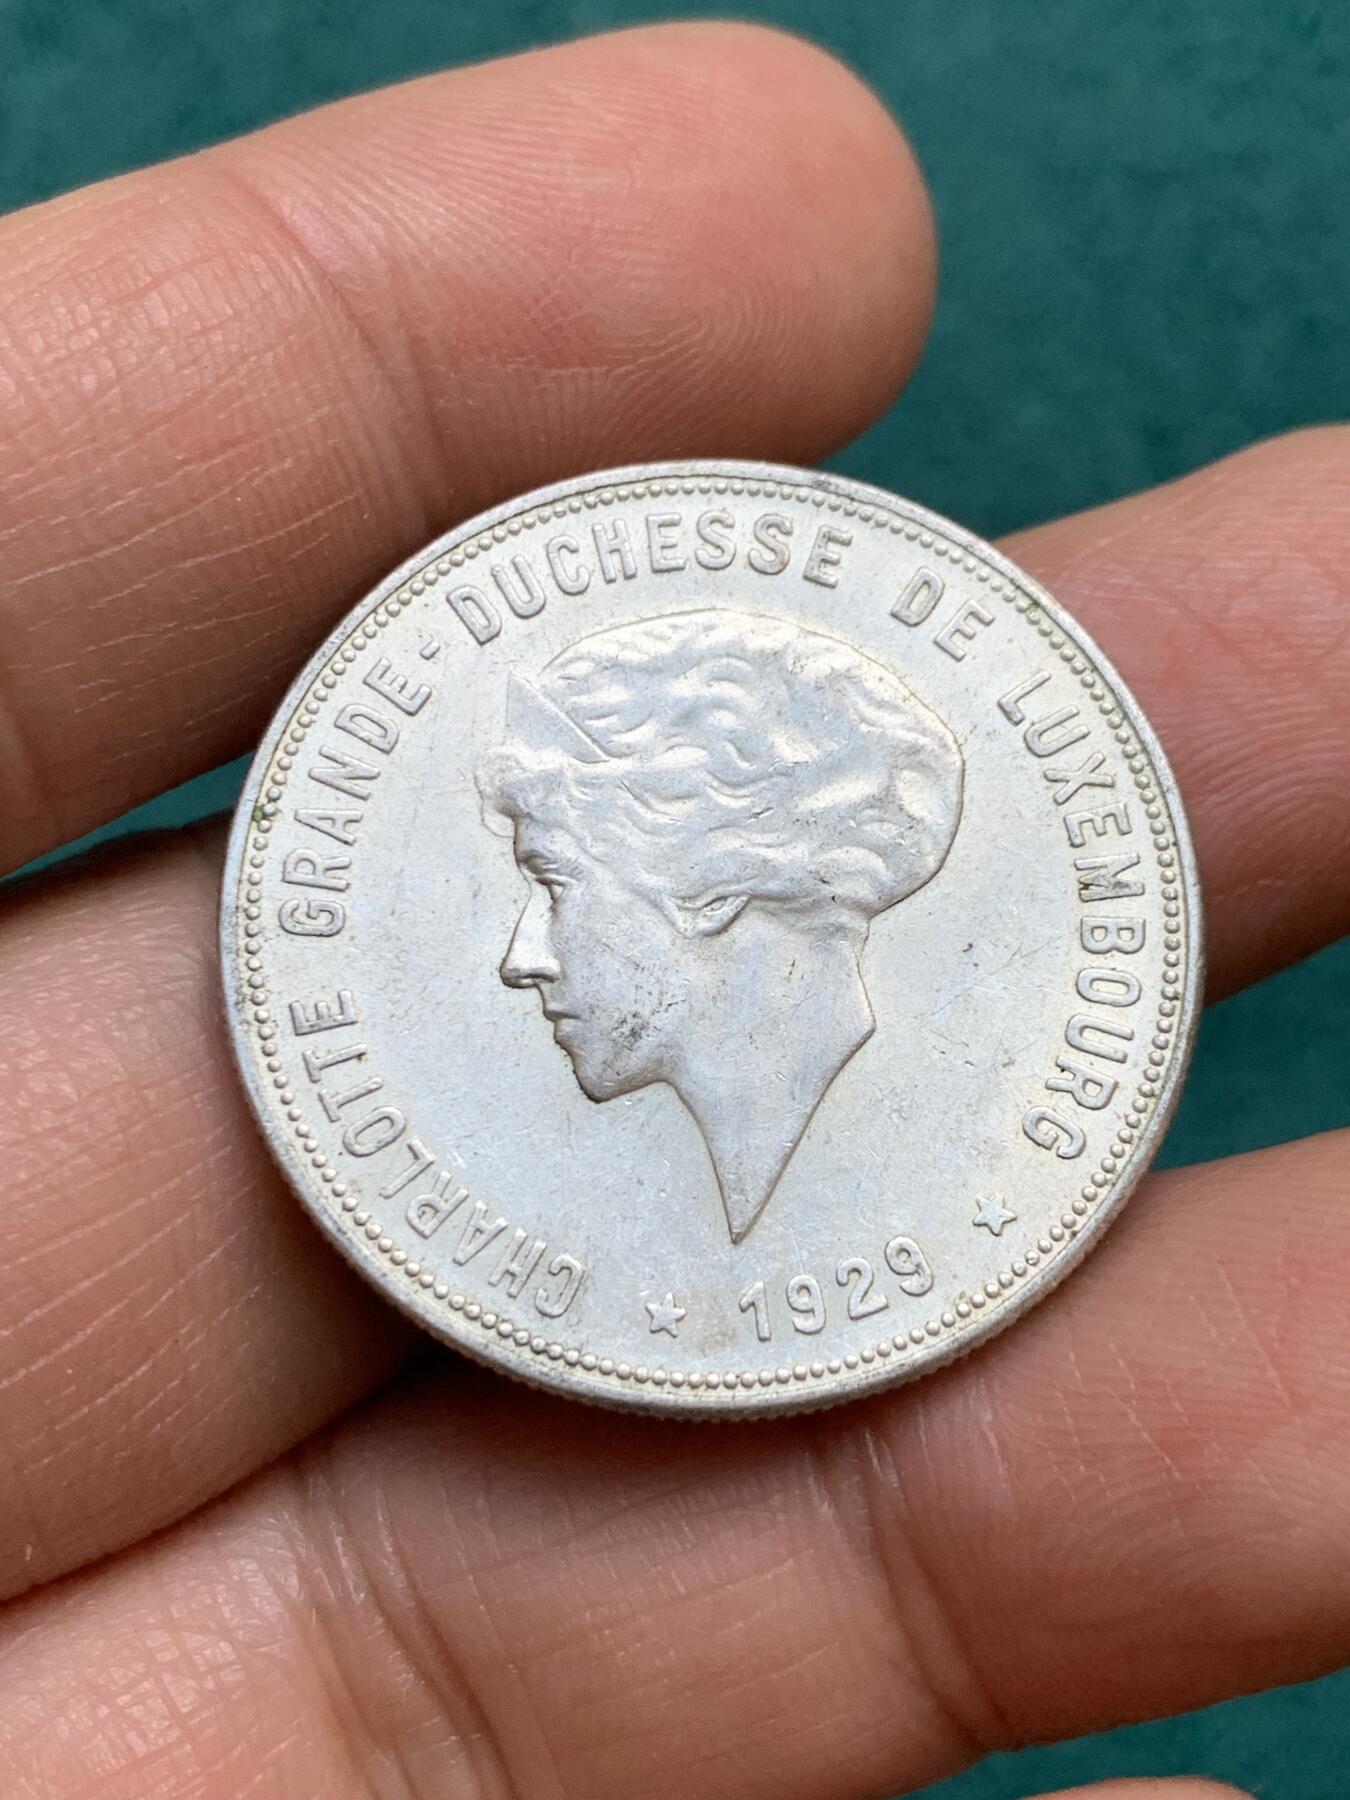 CHARLOTTE GRANDE-DUCHESSE DE LUXEMBOURG
1929